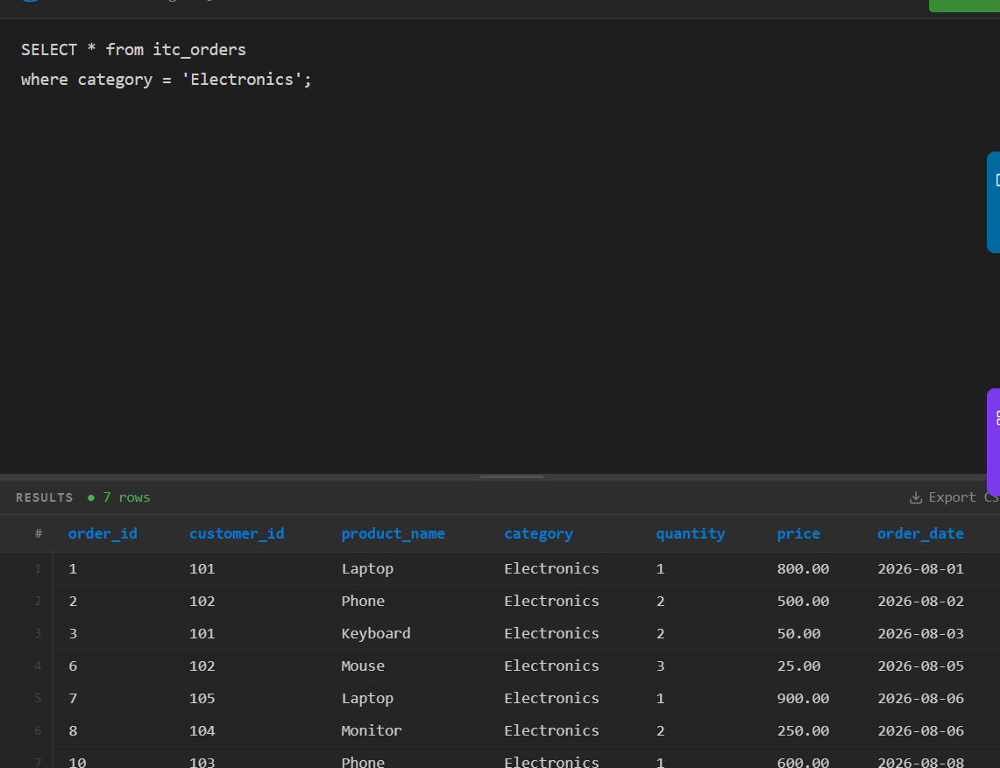 SELECT * from itc_orders
where category = 'Electronics';
RESULTS ● 7 rows Export
# order_id customer_id product_name category quantity price order_date
1 1 101 Laptop Electronics 1 800.00 2026-08-01
2 2 102 Phone Electronics 2 500.00 2026-08-02
3 3 101 Keyboard Electronics 2 50.00 2026-08-03
4 6 102 Mouse Electronics 3 25.00 2026-08-05
5 7 105 Laptop Electronics 1 900.00 2026-08-06
6 8 104 Monitor Electronics 2 250.00 2026-08-06
7 10 103 Phone Electronics 1 600.00 2026-08-08